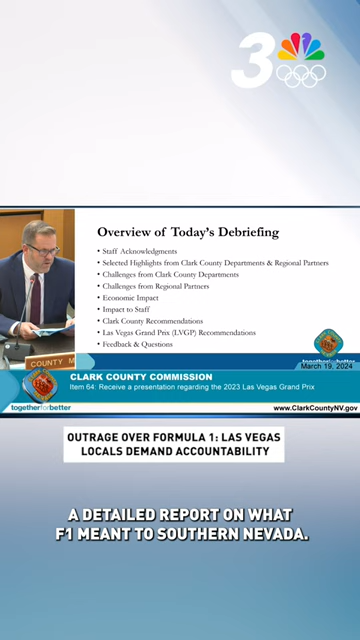 3
Overview of Today's Debriefing
• Staff Acknowledgments
• Selected Highlights from Clark County Departments & Regional Partners
• Challenges from Clark County Departments
• Challenges from Regional Partners
• Economic Impact
• Impact to Staff
• Clark County Recommendations
• Las Vegas Grand Prix (LVGP) Recommendations
• Feedback & Questions
COUNTY M
togetherforbetter
March 19, 2024
CLARK COUNTY COMMISSION
Item 64: Receive a presentation regarding the 2023 Las Vegas Grand Prix
togetherforbetter
www.ClarkCountyNV.gov
OUTRAGE OVER FORMULA 1: LAS VEGAS
LOCALS DEMAND ACCOUNTABILITY
A DETAILED REPORT ON WHAT
F1 MEANT TO SOUTHERN NEVADA.